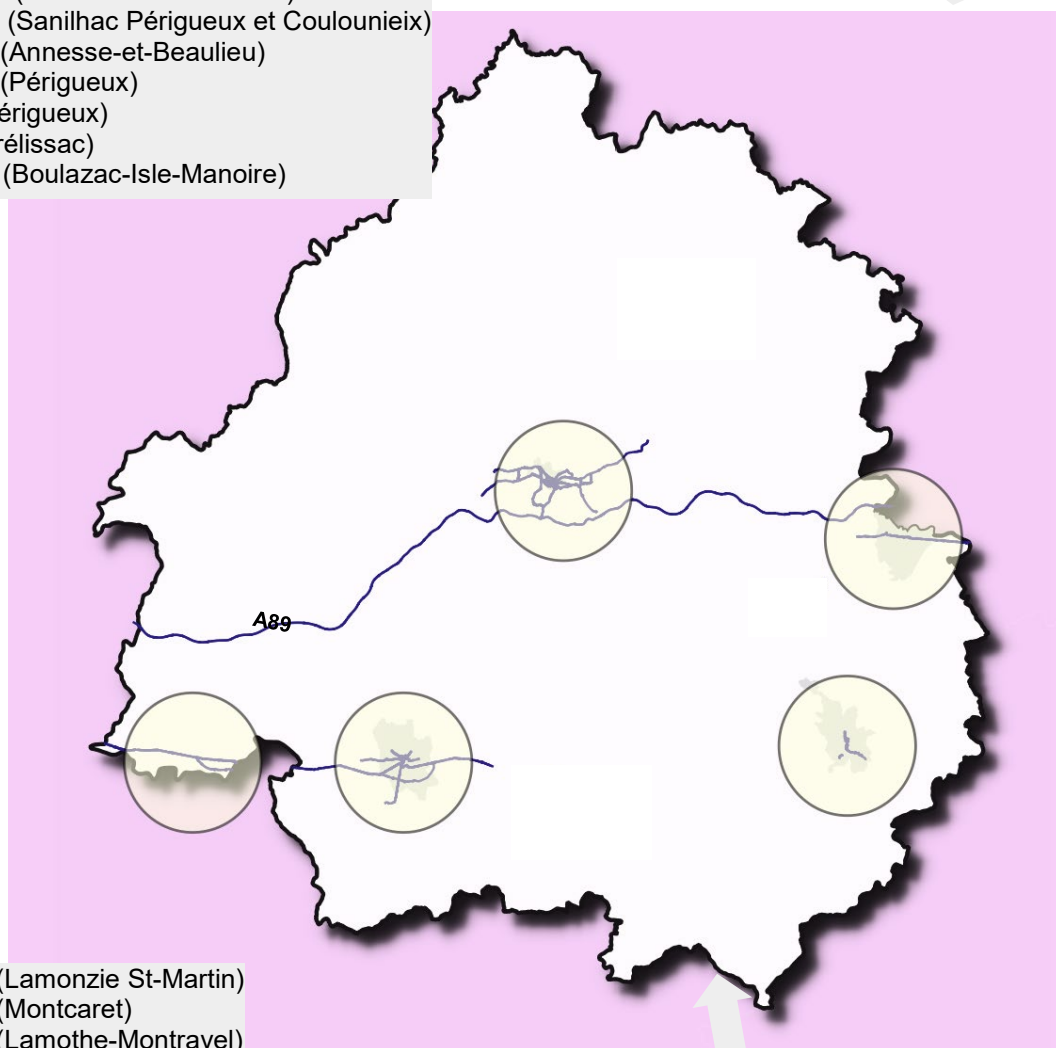 (Sanilhac Périgueux et Coulounieix)
(Annesse-et-Beaulieu)
(Périgueux)
érigueux)
rélissac)
(Boulazac-Isle-Manoire)
A89
(Lamonzie St-Martin)
(Montcaret)
(Lamothe-Montravel)